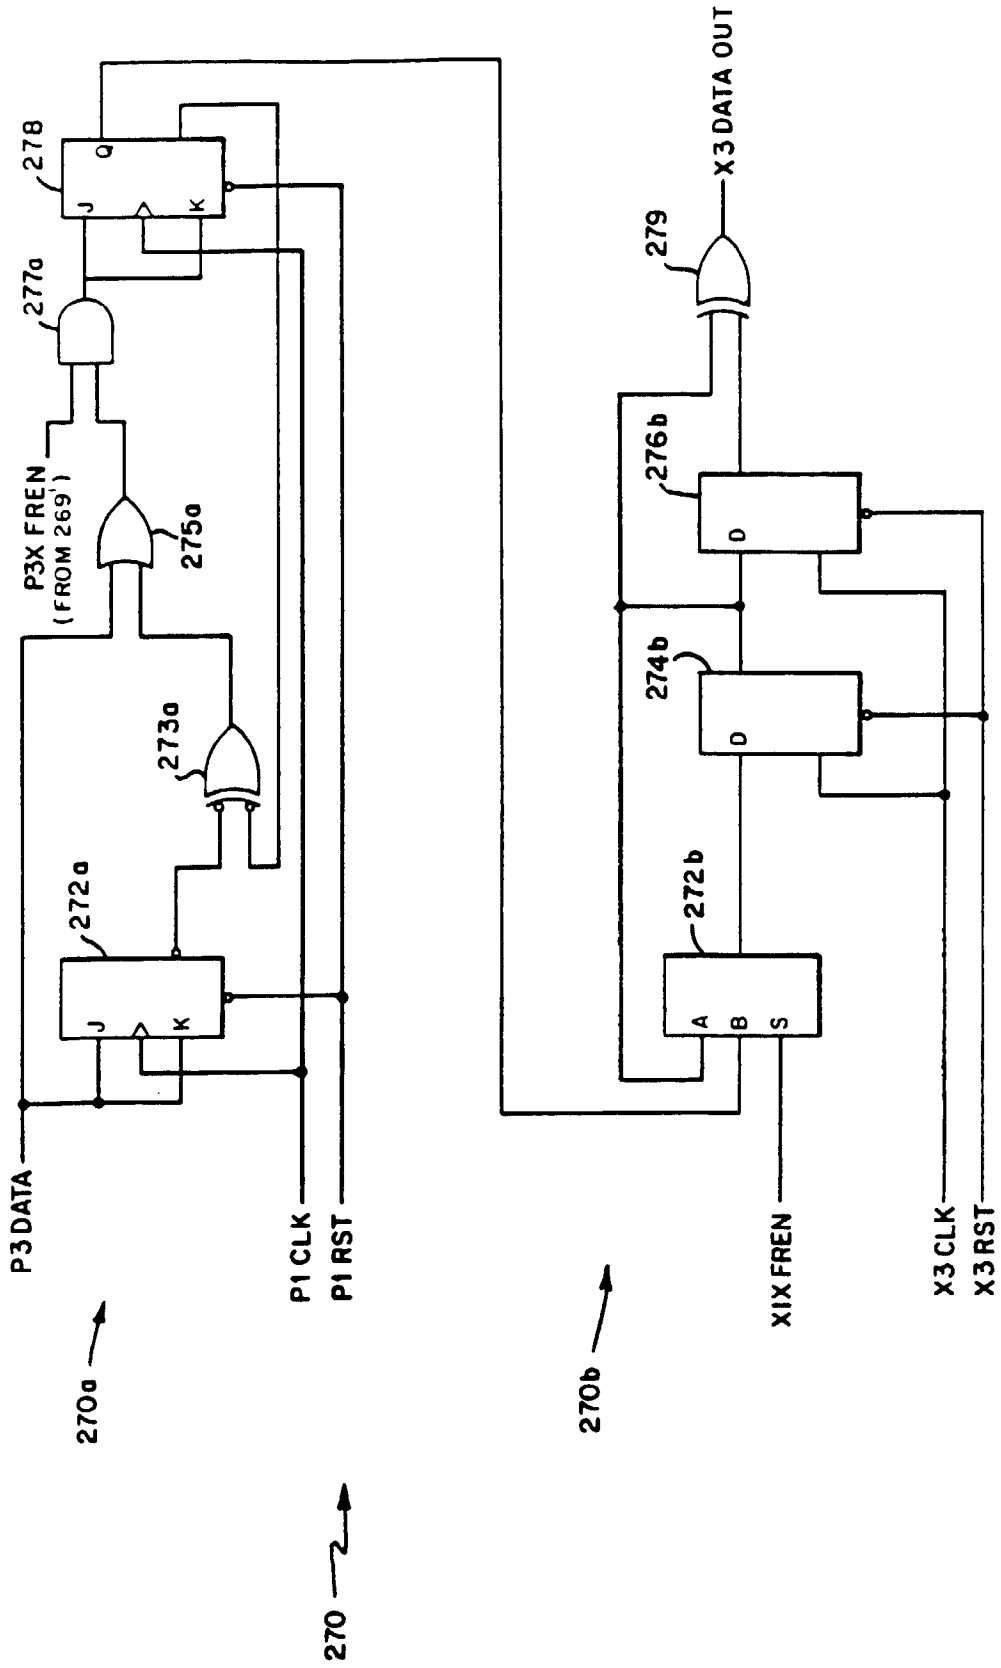 P3 DATA
P1 CLK
P1 RST
270a
270
272a
J
K
273a
275a
P3X FREN
(FROM 269')
277a
278
J
K
Q
270b
X1X FREN
X3 CLK
X3 RST
272b
A
B
S
274b
D
276b
D
279
X3 DATA OUT